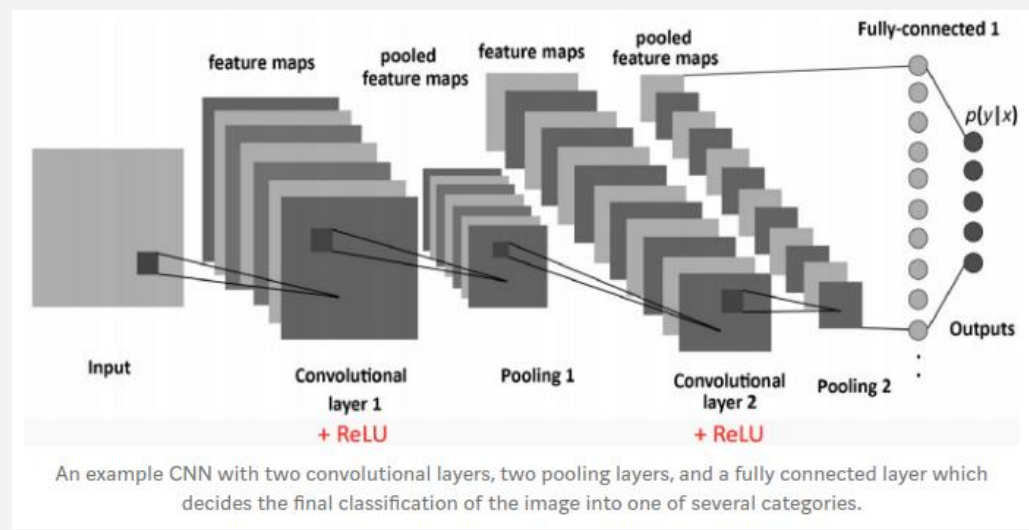 Fully-connected 1
feature maps
pooled
feature maps
feature maps
pooled
feature maps
p(y|x)
Input
Convolutional
layer 1
+ ReLU
Pooling 1
Convolutional
layer 2
+ ReLU
Pooling 2
Outputs
An example CNN with two convolutional layers, two pooling layers, and a fully connected layer which
decides the final classification of the image into one of several categories.